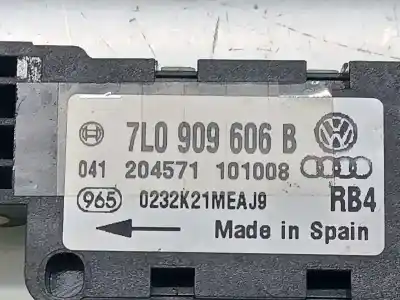 7L0 909 606 B
041 204571 101008
965 0232K21MEAJ9 RB4
Made in Spain